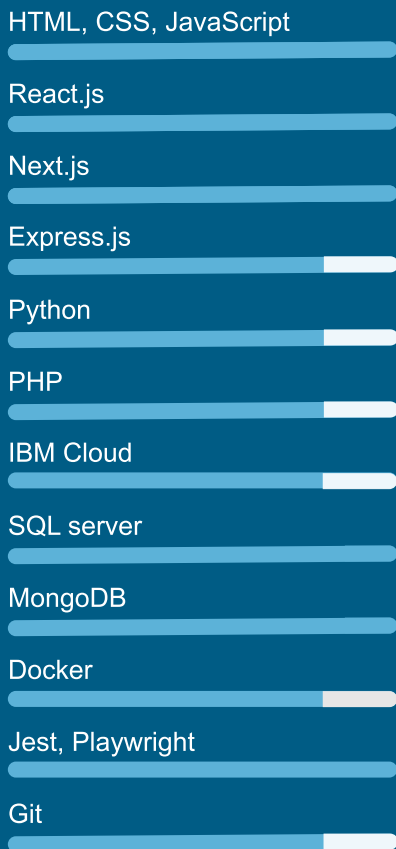 HTML, CSS, JavaScript
React.js
Next.js
Express.js
Python
PHP
IBM Cloud
SQL server
MongoDB
Docker
Jest, Playwright
Git